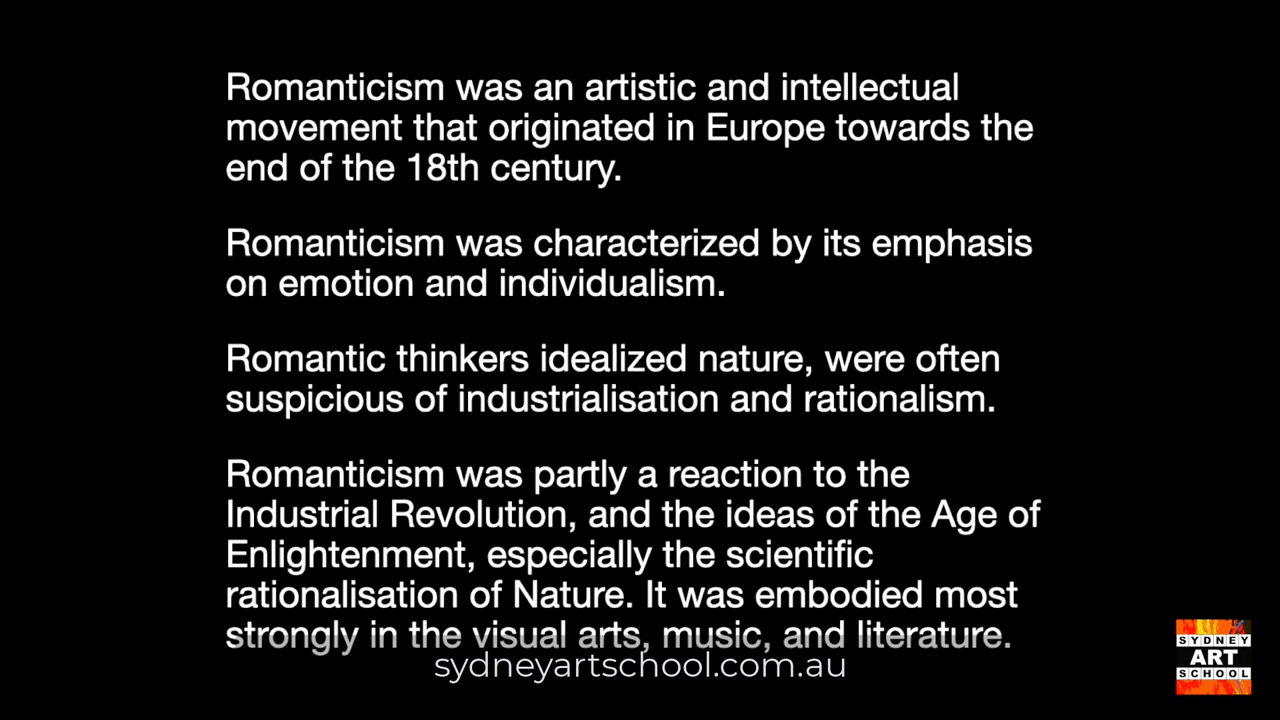 Romanticism was an artistic and intellectual
movement that originated in Europe towards the
end of the 18th century.
Romanticism was characterized by its emphasis
on emotion and individualism.
Romantic thinkers idealized nature, were often
suspicious of industrialisation and rationalism.
Romanticism was partly a reaction to the
Industrial Revolution, and the ideas of the Age of
Enlightenment, especially the scientific
rationalisation of Nature. It was embodied most
strongly in the visual arts, music, and literature.
sydneyartschool.com.au
SYDNEY
ART
SCHOOL